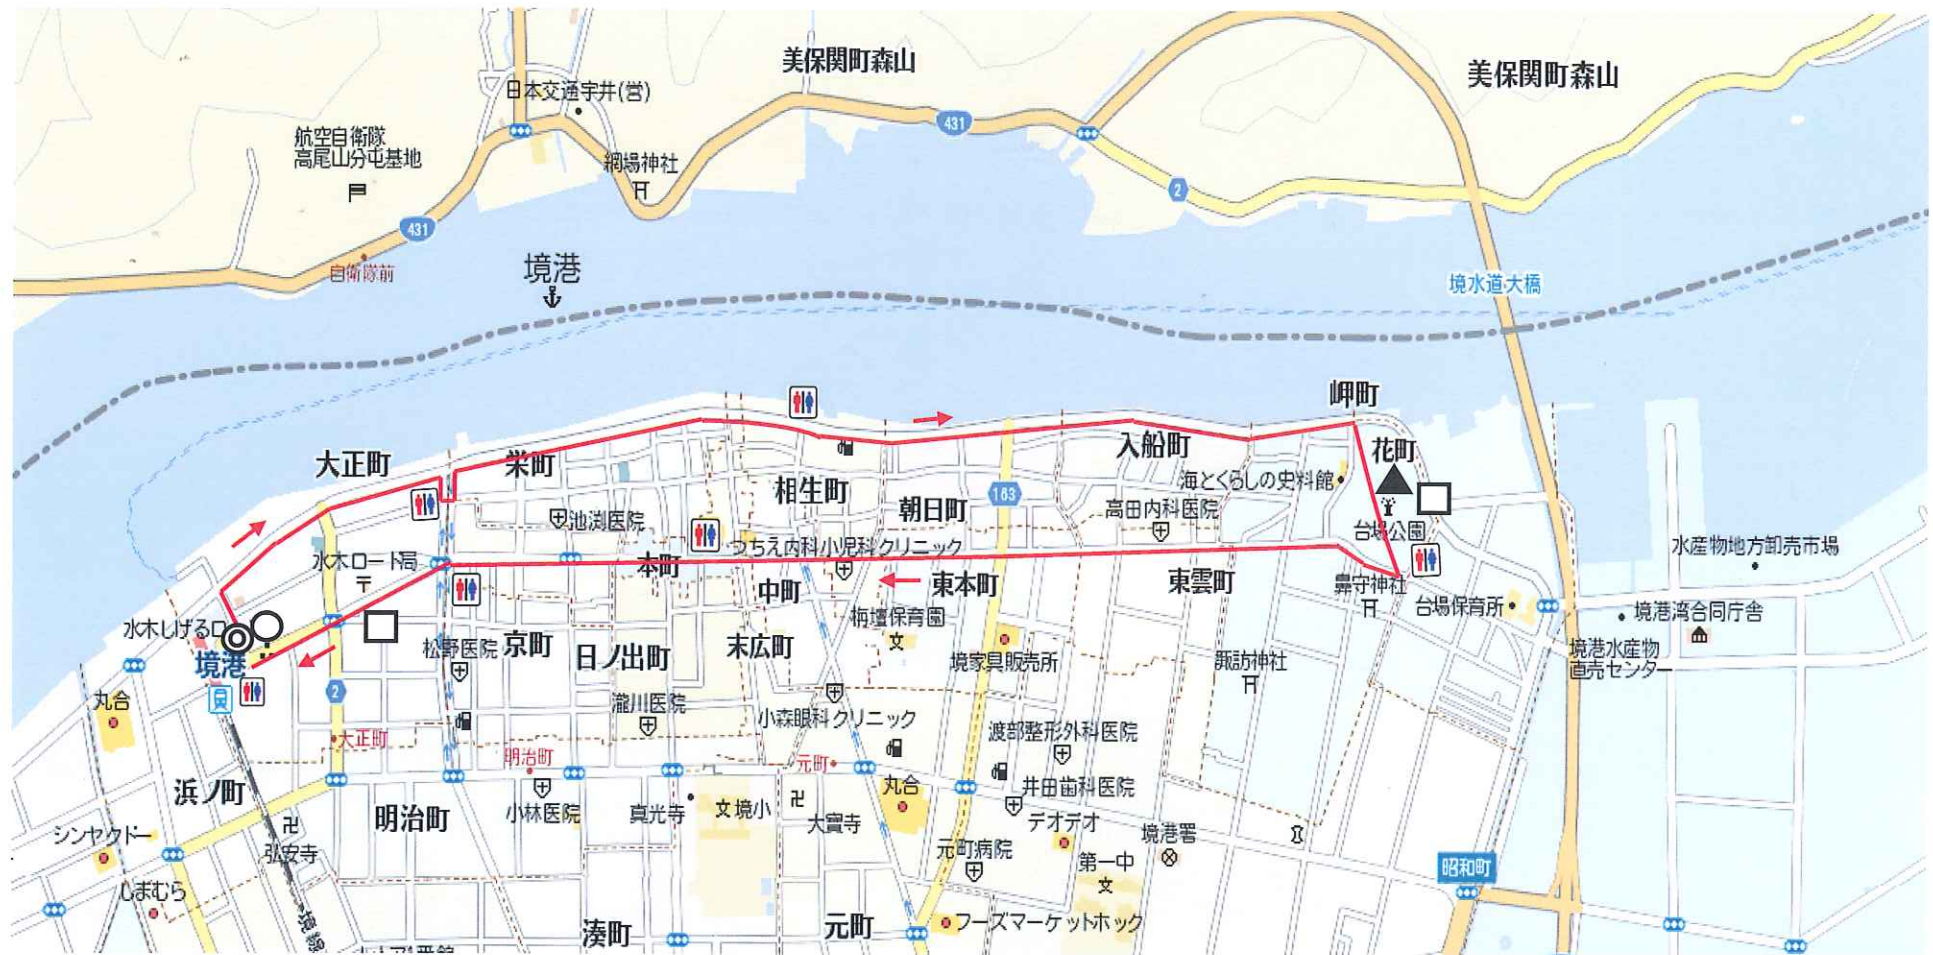 美保関町森山
美保関町森山
日本交通宇井(営)
航空自衛隊
高尾山分屯基地
431
網場神社
2
431
自衛隊前
境港
境水道大橋
岬町
大正町
栄町
入船町
花町
相生町
海とくらしの史料館
183
朝日町
高田内科医院
池渕医院
台場公園
つちえ内科小児科クリニック
水産物地方卸売市場
水木ロード局
本町
中町
東本町
東雲町
鼻守神社
台場保育所
境港湾合同庁舎
水木しげるロ
栴壇保育園
境港
松野医院
京町
日ノ出町
末広町
境家具販売所
諏訪神社
境港水産物
直売センター
2
丸合
瀧川医院
小森眼科クリニック
渡部整形外科医院
大正町
明治町
元町
浜ノ町
丸合
井田歯科医院
明治町
小林医院
真光寺
文境小
大寶寺
デオデオ
境港署
シンヤクドー
弘安寺
元町病院
第一中
文
昭和町
しまむら
境線
湊町
元町
フーズマーケットホック